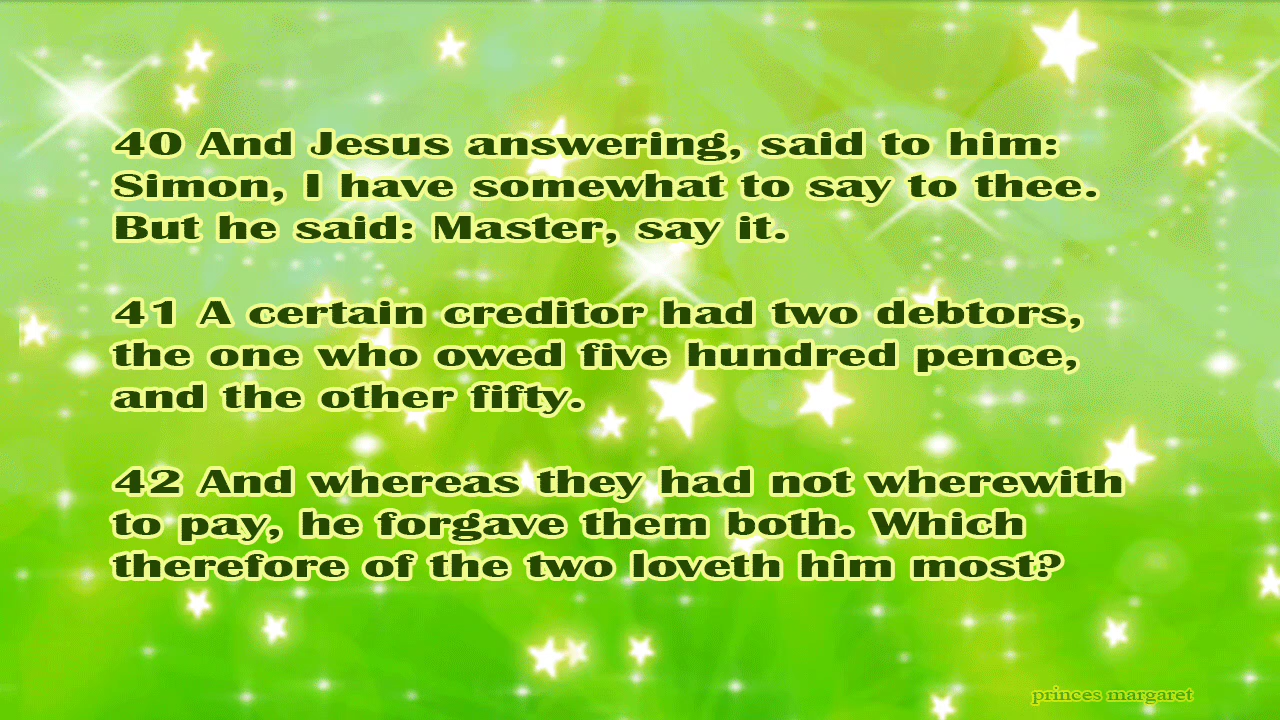 40 And Jesus answering, said to him:
Simon, I have somewhat to say to thee.
But he said: Master, say it.
41 A certain creditor had two debtors,
the one who owed five hundred pence,
and the other fifty.
42 And whereas they had not wherewith
to pay, he forgave them both. Which
therefore of the two loveth him most?
princes margaret